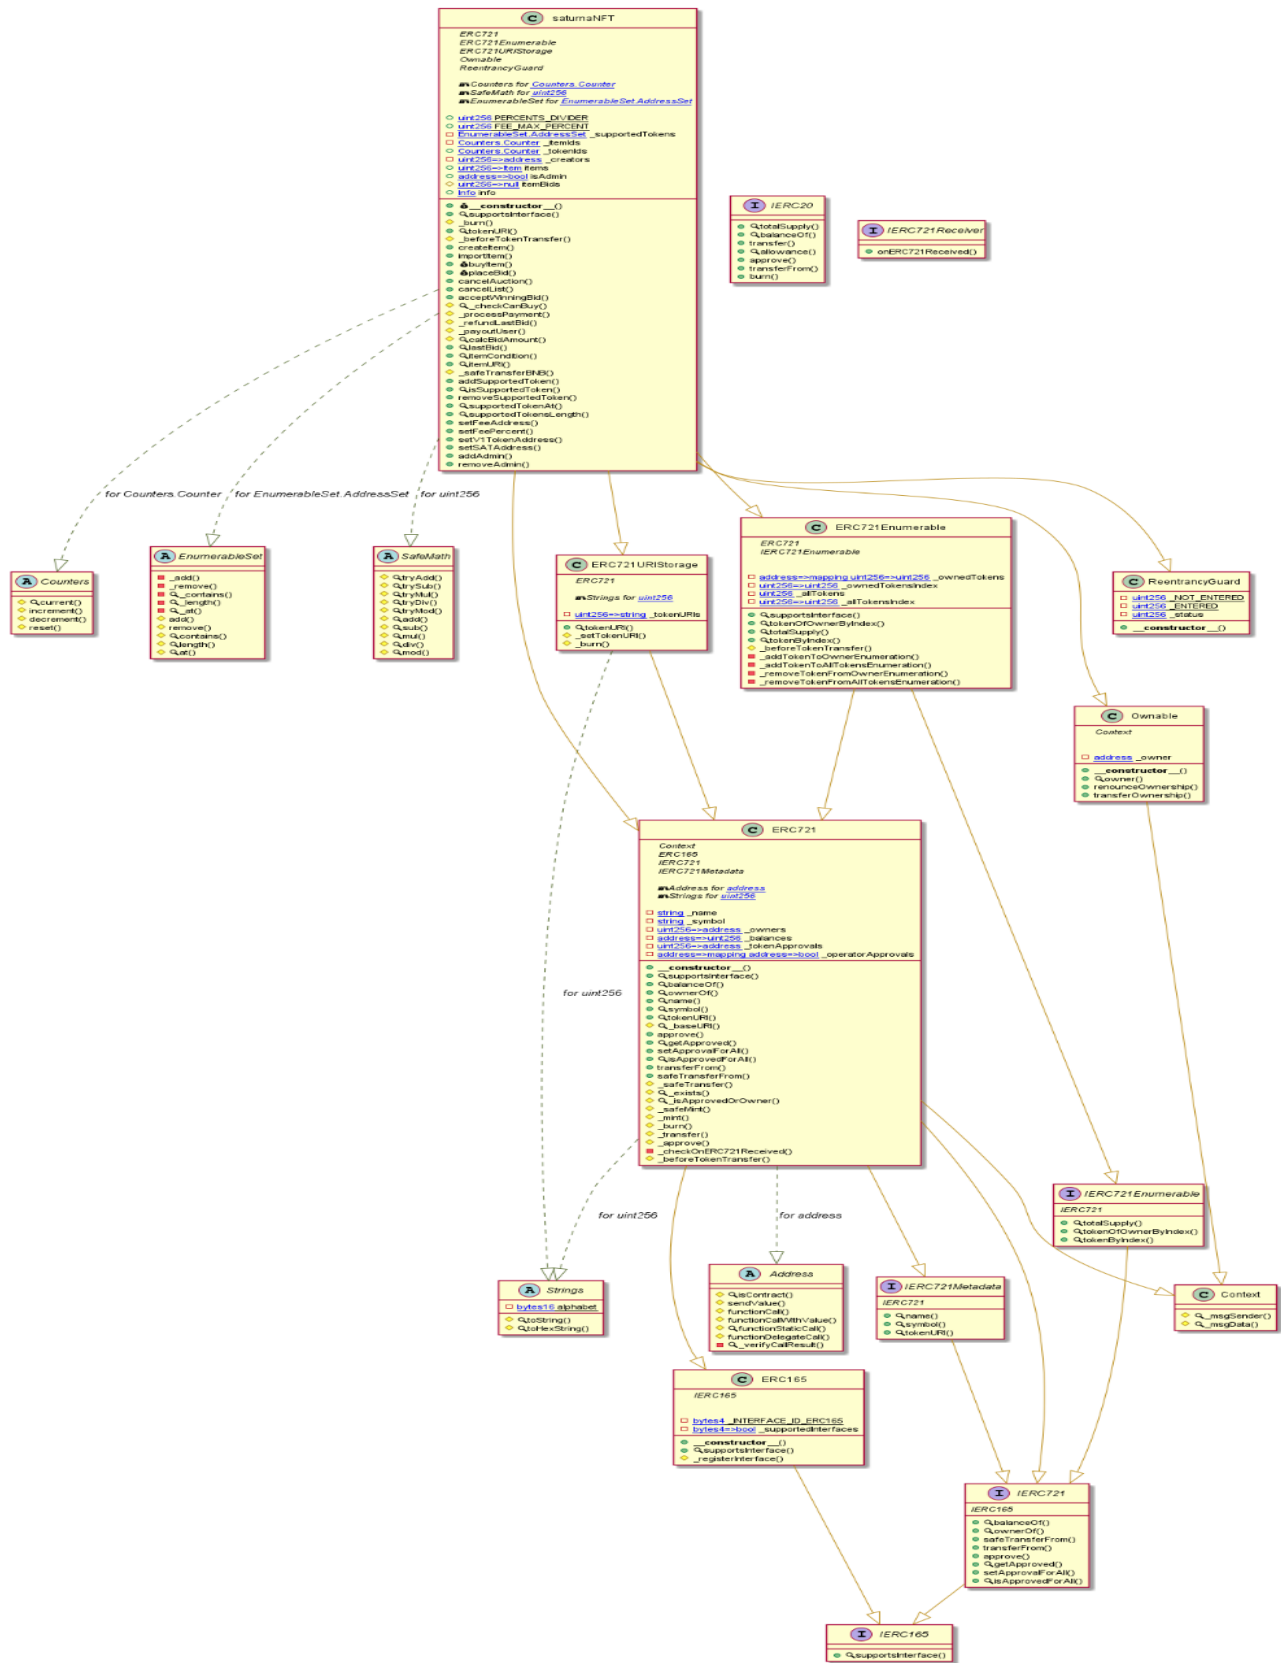 saturnaNFT
ERC721
ERC721Enumerable
ERC721URIStorage
Ownable
ReentrancyGuard
Counters for Counters.Counter
SafeMath for uint256
EnumerableSet for EnumerableSet.AddressSet
uint256 PERCENTS_DIVIDER
uint256 FEE_MAX_PERCENT
EnumerableSet.AddressSet _supportedTokens
Counters.Counter _itemIds
Counters.Counter _tokenIds
uint256=>address _creators
uint256=>Item items
address=>bool isAdmin
uint256=>null itemBids
Info info
__constructor__()
supportsInterface()
_burn()
tokenURI()
_beforeTokenTransfer()
createItem()
importItem()
buyItem()
placeBid()
cancelAuction()
cancelList()
acceptWinningBid()
_checkCanBuy()
_processPayment()
_refundLastBid()
_payoutUser()
calcBidAmount()
lastBid()
itemCondition()
itemURI()
_safeTransferBNB()
addSupportedToken()
isSupportedToken()
removeSupportedToken()
supportedTokenAt()
supportedTokensLength()
setFeeAddress()
setFeePercent()
setV1TokenAddress()
setSATAddress()
addAdmin()
removeAdmin()
IERC20
totalSupply()
balanceOf()
transfer()
allowance()
approve()
transferFrom()
burn()
IERC721Receiver
onERC721Received()
for Counters.Counter
for EnumerableSet.AddressSet
for uint256
Counters
current()
increment()
decrement()
reset()
EnumerableSet
_add()
_remove()
_contains()
_length()
_at()
add()
remove()
contains()
length()
at()
SafeMath
tryAdd()
trySub()
tryMul()
tryDiv()
tryMod()
add()
sub()
mul()
div()
mod()
ERC721URIStorage
ERC721
Strings for uint256
uint256=>string _tokenURIs
tokenURI()
_setTokenURI()
_burn()
ERC721Enumerable
ERC721
IERC721Enumerable
address=>mapping uint256=>uint256 _ownedTokens
uint256=>uint256 _ownedTokensIndex
uint256 _allTokens
uint256=>uint256 _allTokensIndex
supportsInterface()
tokenOfOwnerByIndex()
totalSupply()
tokenByIndex()
_beforeTokenTransfer()
_addTokenToOwnerEnumeration()
_addTokenToAllTokensEnumeration()
_removeTokenFromOwnerEnumeration()
_removeTokenFromAllTokensEnumeration()
ReentrancyGuard
uint256 _NOT_ENTERED
uint256 _ENTERED
uint256 _status
__constructor__()
Ownable
Context
address _owner
__constructor__()
owner()
renounceOwnership()
transferOwnership()
ERC721
Context
ERC165
IERC721
IERC721Metadata
Address for address
Strings for uint256
string _name
string _symbol
uint256=>address _owners
address=>uint256 _balances
uint256=>address _tokenApprovals
address=>mapping address=>bool _operatorApprovals
__constructor__()
supportsInterface()
balanceOf()
ownerOf()
name()
symbol()
tokenURI()
_baseURI()
approve()
getApproved()
setApprovalForAll()
isApprovedForAll()
transferFrom()
safeTransferFrom()
_safeTransfer()
_exists()
_isApprovedOrOwner()
_safeMint()
_mint()
_burn()
_transfer()
_approve()
_checkOnERC721Received()
_beforeTokenTransfer()
for uint256
for uint256
for address
IERC721Enumerable
IERC721
totalSupply()
tokenOfOwnerByIndex()
tokenByIndex()
Strings
bytes16 alphabet
toString()
toHexString()
Address
isContract()
sendValue()
functionCall()
functionCallWithValue()
functionStaticCall()
functionDelegateCall()
_verifyCallResult()
IERC721Metadata
IERC721
name()
symbol()
tokenURI()
Context
_msgSender()
_msgData()
ERC165
IERC165
bytes4 _INTERFACE_ID_ERC165
bytes4=>bool _supportedInterfaces
__constructor__()
supportsInterface()
_registerInterface()
IERC721
IERC165
balanceOf()
ownerOf()
safeTransferFrom()
transferFrom()
approve()
getApproved()
setApprovalForAll()
isApprovedForAll()
IERC165
supportsInterface()